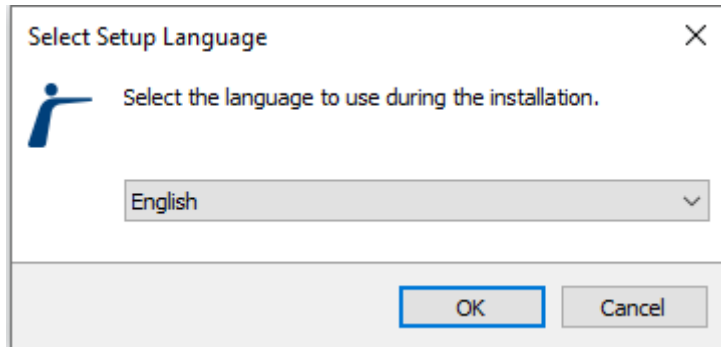 Select Setup Language
Select the language to use during the installation.
English
OK
Cancel